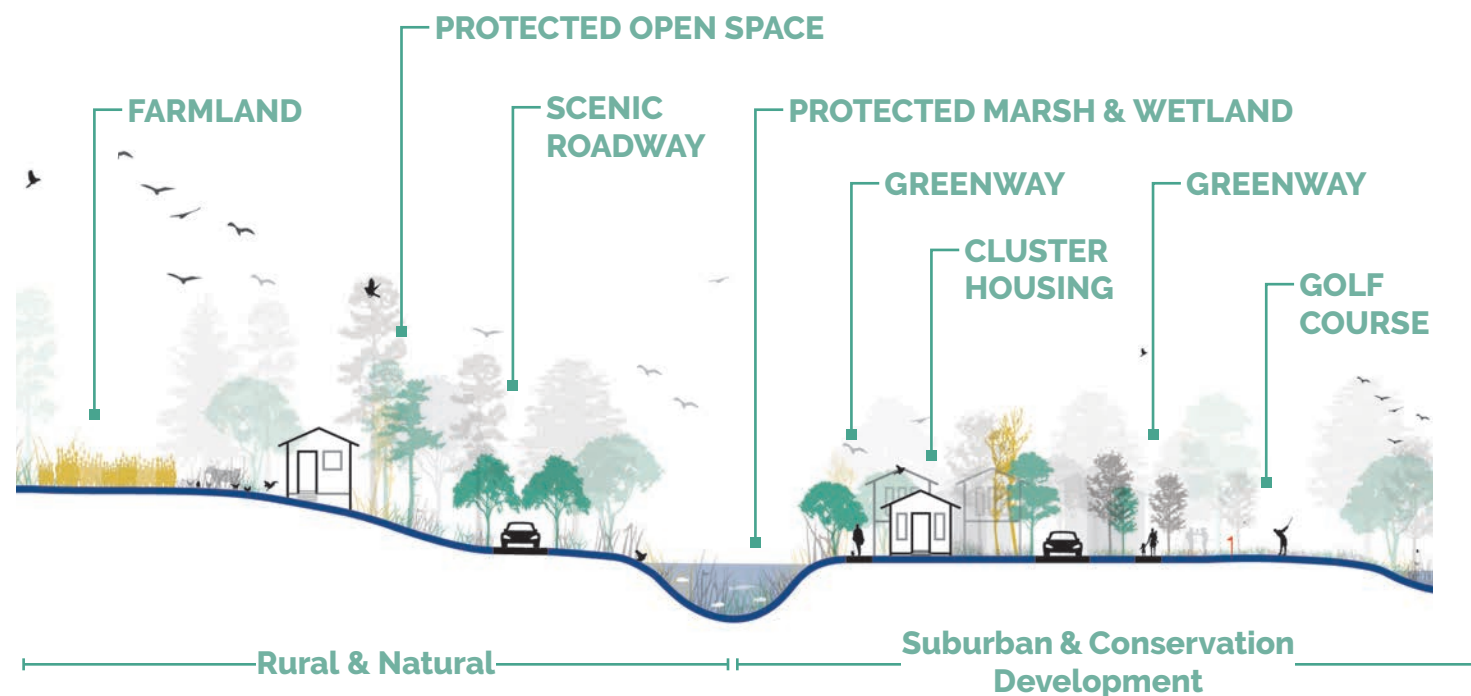 PROTECTED OPEN SPACE
FARMLAND
SCENIC
ROADWAY
PROTECTED MARSH & WETLAND
GREENWAY
GREENWAY
CLUSTER
HOUSING
GOLF
COURSE
Rural & Natural
Suburban & Conservation
Development